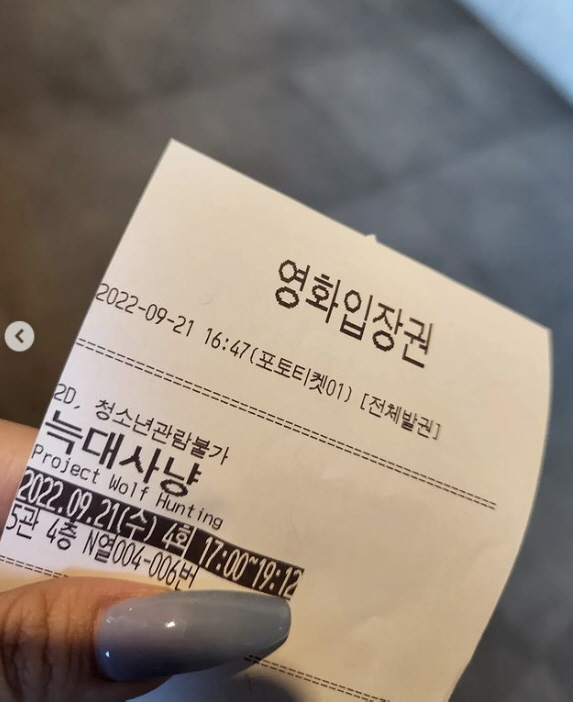 영화입장권
2022-09-21 16:47(포토티켓01) [전체발권]
2D, 청소년관람불가
늑대사냥
Project Wolf Hunting
2022.09.21(수) 4회 17:00~19:12
5관 4층 N열004-006번